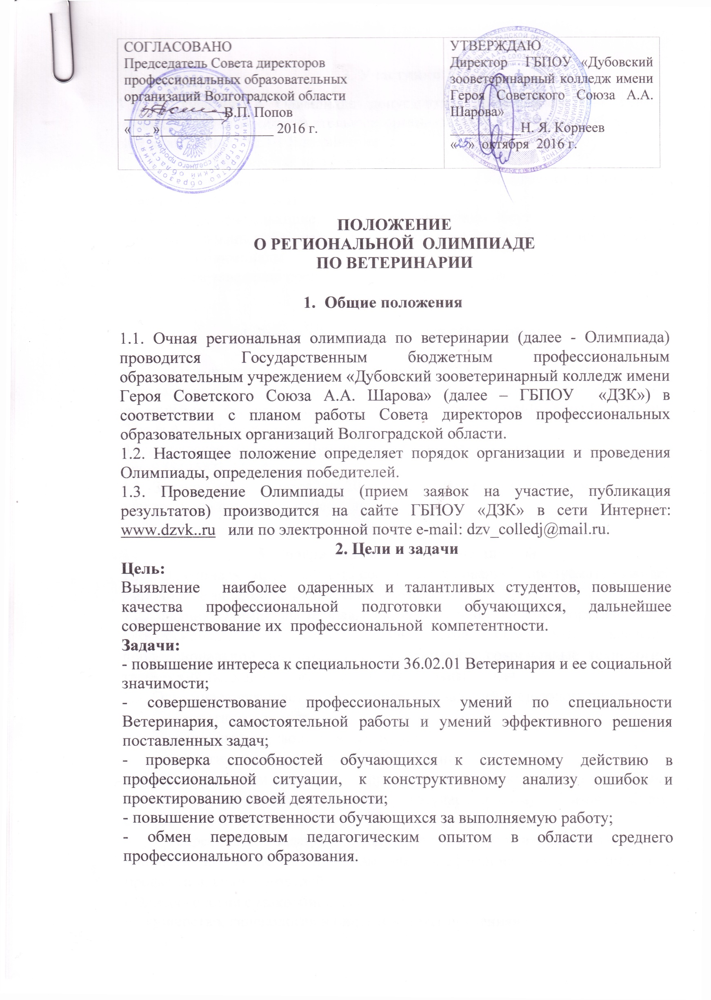 СОГЛАСОВАНО
Председатель Совета директоров
профессиональных образовательных
организаций Волгоградской области
_______________В.П. Попов
«___»________________ 2016 г.
УТВЕРЖДАЮ
Директор ГБПОУ «Дубовский
зооветеринарный колледж имени
Героя Советского Союза А.А.
Шарова»
__________Н. Я. Корнеев
«25» октября 2016 г.
ПОЛОЖЕНИЕ
О РЕГИОНАЛЬНОЙ ОЛИМПИАДЕ
ПО ВЕТЕРИНАРИИ
1. Общие положения
1.1. Очная региональная олимпиада по ветеринарии (далее - Олимпиада)
проводится Государственным бюджетным профессиональным
образовательным учреждением «Дубовский зооветеринарный колледж имени
Героя Советского Союза А.А. Шарова» (далее – ГБПОУ «ДЗК») в
соответствии с планом работы Совета директоров профессиональных
образовательных организаций Волгоградской области.
1.2. Настоящее положение определяет порядок организации и проведения
Олимпиады, определения победителей.
1.3. Проведение Олимпиады (прием заявок на участие, публикация
результатов) производится на сайте ГБПОУ «ДЗК» в сети Интернет:
www.dzvk..ru или по электронной почте e-mail: dzv_colledj@mail.ru.
2. Цели и задачи
Цель:
Выявление наиболее одаренных и талантливых студентов, повышение
качества профессиональной подготовки обучающихся, дальнейшее
совершенствование их профессиональной компетентности.
Задачи:
- повышение интереса к специальности 36.02.01 Ветеринария и ее социальной
значимости;
- совершенствование профессиональных умений по специальности
Ветеринария, самостоятельной работы и умений эффективного решения
поставленных задач;
- проверка способностей обучающихся к системному действию в
профессиональной ситуации, к конструктивному анализу ошибок и
проектированию своей деятельности;
- повышение ответственности обучающихся за выполняемую работу;
- обмен передовым педагогическим опытом в области среднего
профессионального образования.